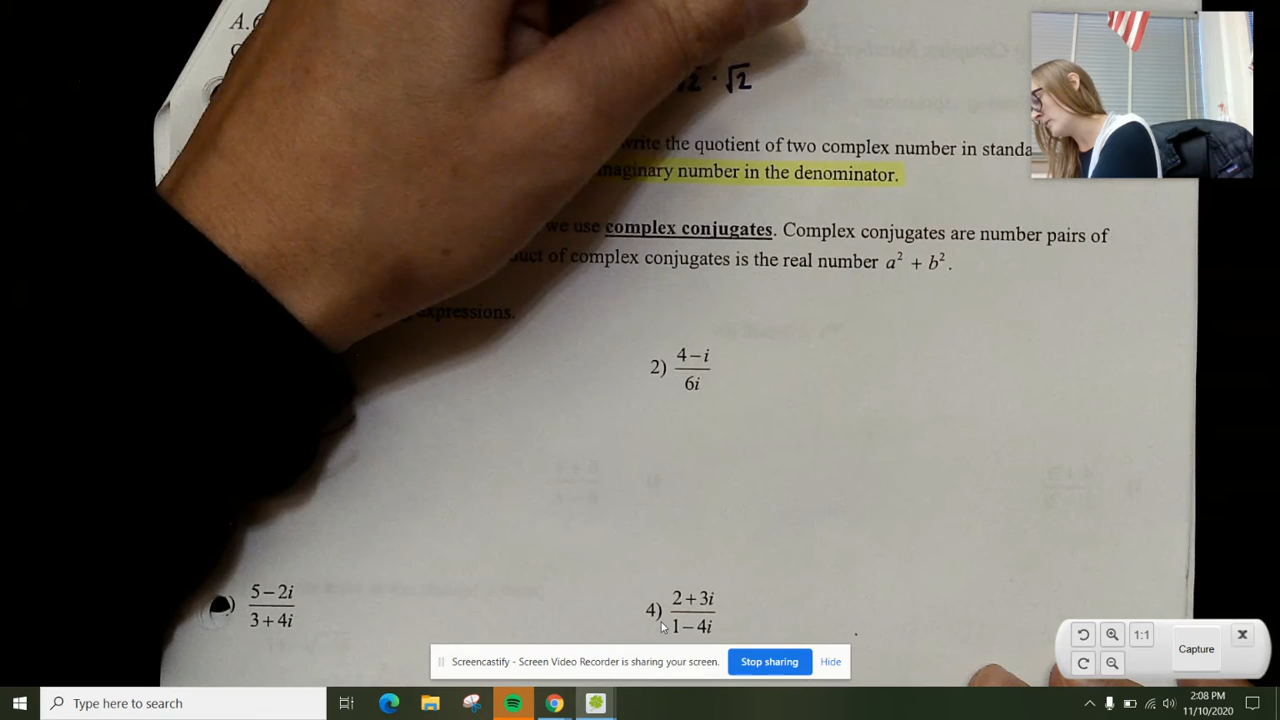 A.
√2 · √2
write the quotient of two complex number in standa
maginary number in the denominator.
we use complex conjugates. Complex conjugates are number pairs of
uct of complex conjugates is the real number a² + b².
expressions.
2) (4−i)/(6i)
) (5−2i)/(3+4i)
4) (2+3i)/(1−4i)
1:1
Capture
Screencastify - Screen Video Recorder is sharing your screen.
Stop sharing
Hide
Type here to search
2:08 PM
11/10/2020